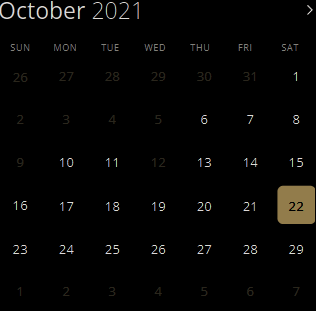 October 2021 >
SUN MON TUE WED THU FRI SAT
26 27 28 29 30 31 1
2 3 4 5 6 7 8
9 10 11 12 13 14 15
16 17 18 19 20 21 22
23 24 25 26 27 28 29
1 2 3 4 5 6 7